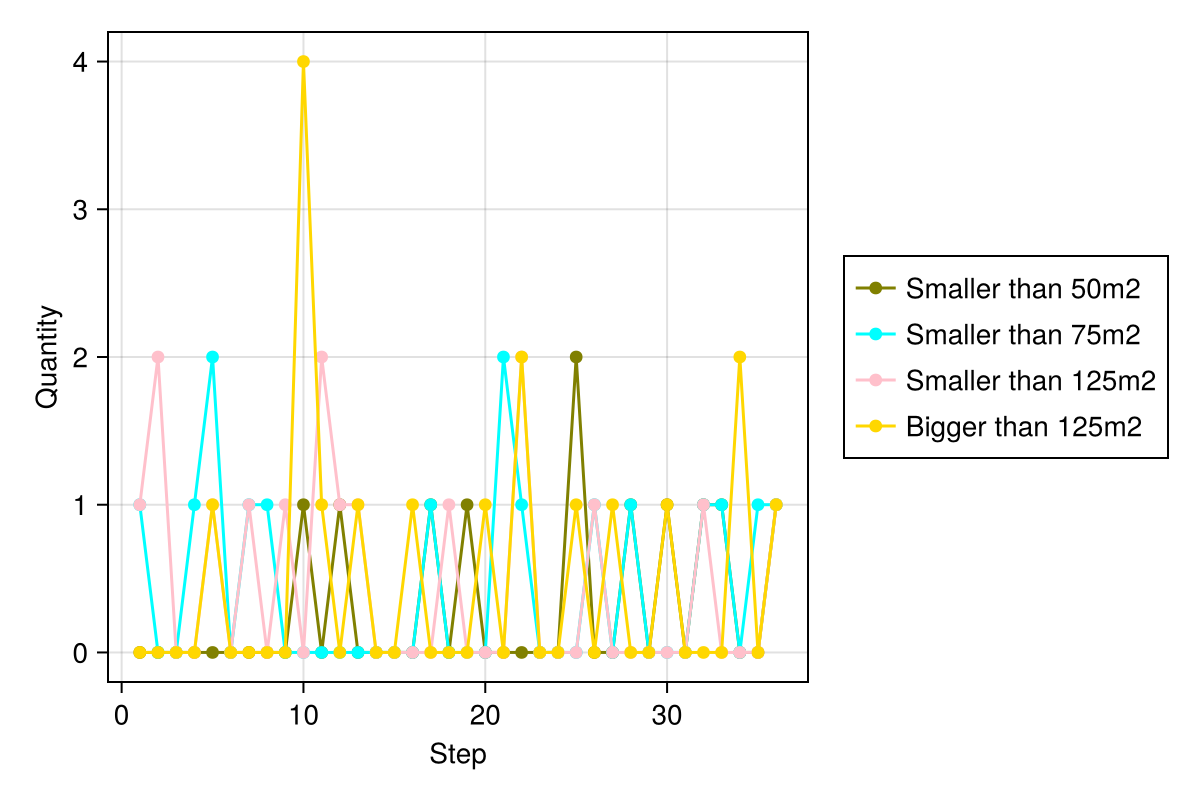 4
3
2
1
0
Quantity
0 10 20 30
Step
Smaller than 50m2
Smaller than 75m2
Smaller than 125m2
Bigger than 125m2